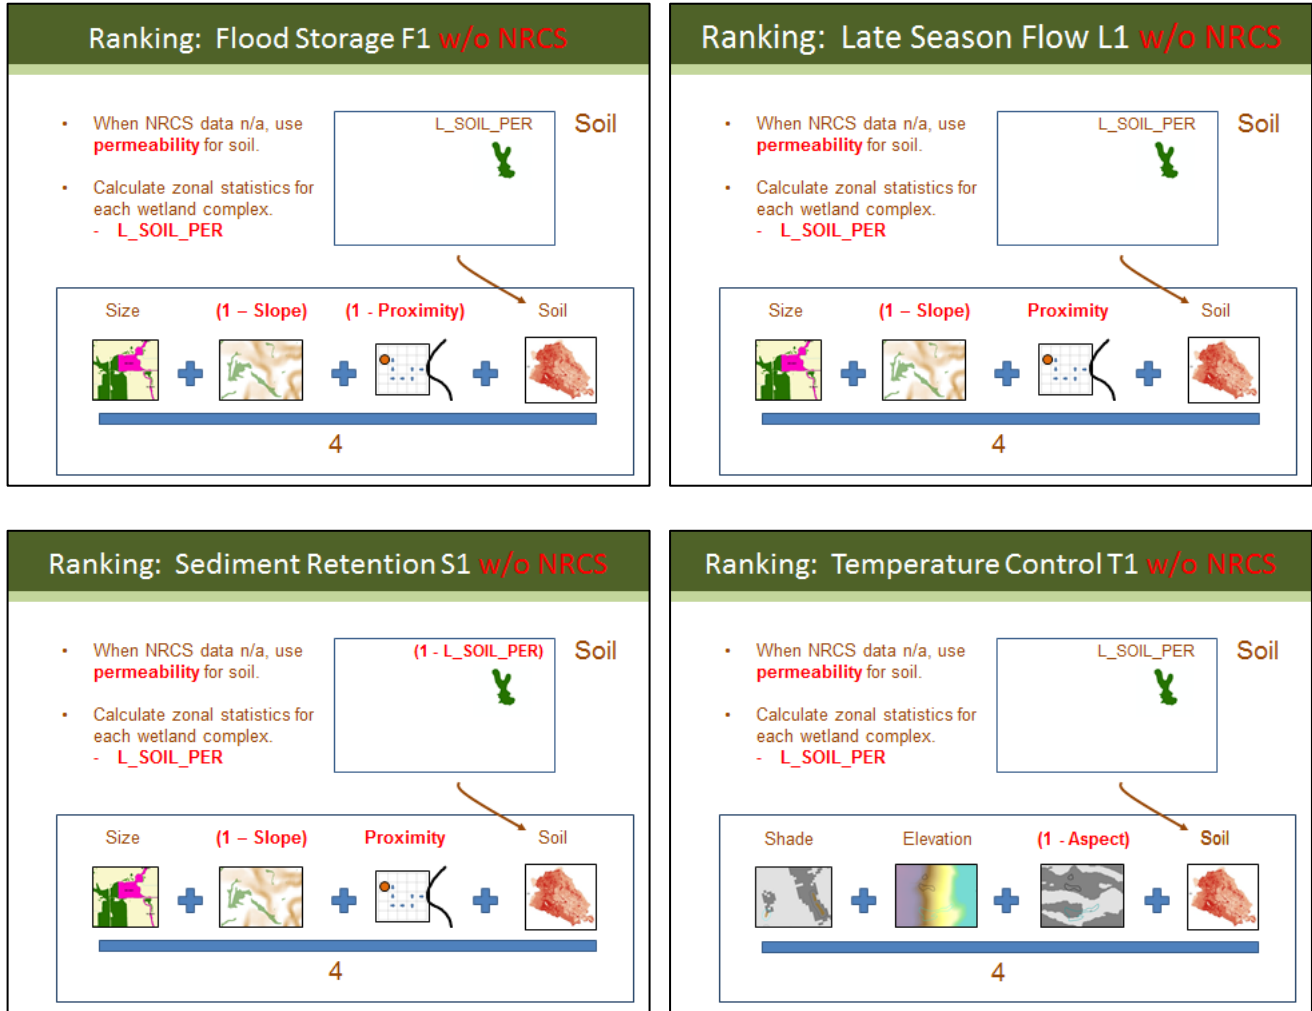 Ranking: Flood Storage F1 w/o NRCS
• When NRCS data n/a, use
permeability for soil.
• Calculate zonal statistics for
each wetland complex.
- L_SOIL_PER
L_SOIL_PER
Soil
Size (1 – Slope) (1 - Proximity) Soil
4
Ranking: Late Season Flow L1 w/o NRCS
• When NRCS data n/a, use
permeability for soil.
• Calculate zonal statistics for
each wetland complex.
- L_SOIL_PER
L_SOIL_PER
Soil
Size (1 – Slope) Proximity Soil
4
Ranking: Sediment Retention S1 w/o NRCS
• When NRCS data n/a, use
permeability for soil.
• Calculate zonal statistics for
each wetland complex.
- L_SOIL_PER
(1 - L_SOIL_PER)
Soil
Size (1 – Slope) Proximity Soil
4
Ranking: Temperature Control T1 w/o NRCS
• When NRCS data n/a, use
permeability for soil.
• Calculate zonal statistics for
each wetland complex.
- L_SOIL_PER
L_SOIL_PER
Soil
Shade Elevation (1 - Aspect) Soil
4